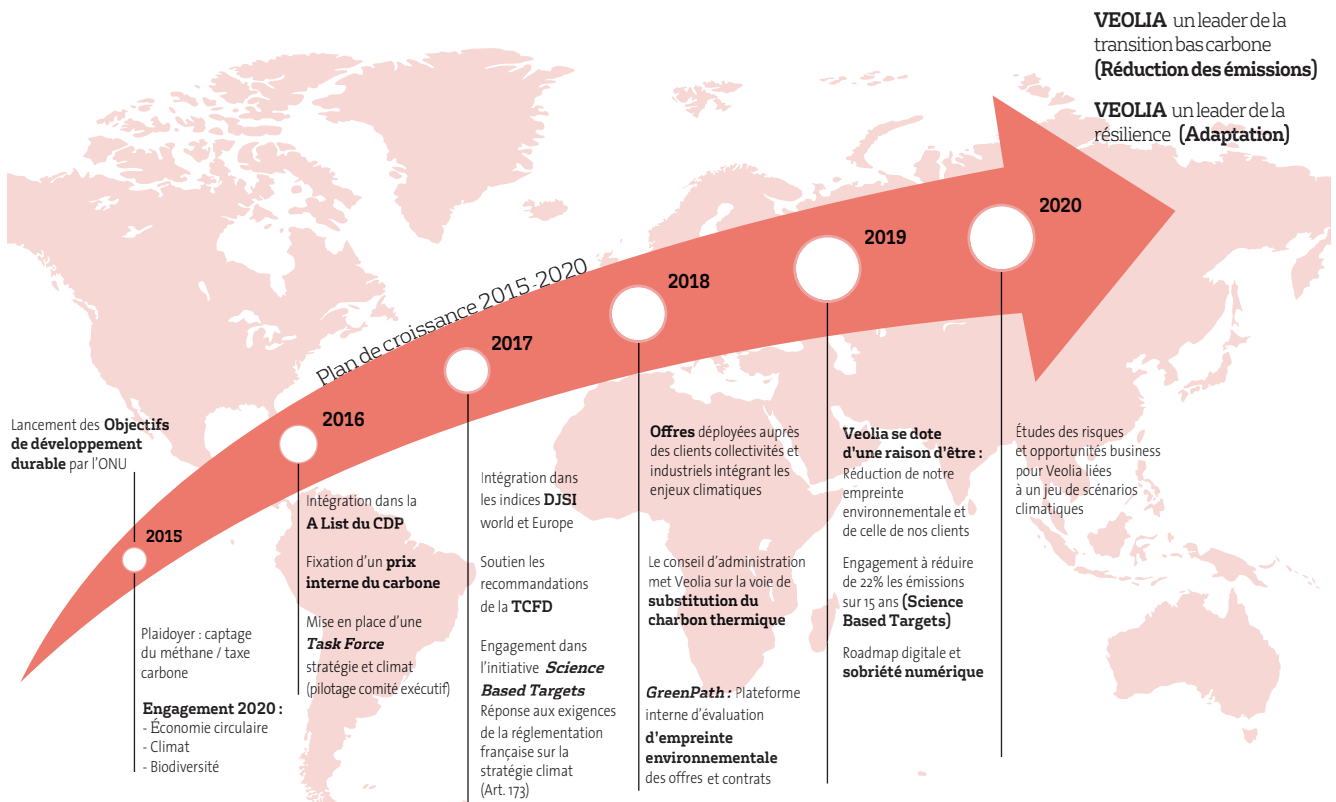 VEOLIA un leader de la
transition bas carbone
(Réduction des émissions)
VEOLIA un leader de la
résilience (Adaptation)
Plan de croissance 2015-2020
Lancement des Objectifs
de développement
durable par l'ONU
2015
Plaidoyer : captage
du méthane / taxe
carbone
Engagement 2020 :
- Économie circulaire
- Climat
- Biodiversité
2016
Intégration dans la
A List du CDP
Fixation d'un prix
interne du carbone
Mise en place d'une
Task Force
stratégie et climat
(pilotage comité exécutif)
2017
Intégration dans
les indices DJSI
world et Europe
Soutien les
recommandations
de la TCFD
Engagement dans
l'initiative Science
Based Targets
Réponse aux exigences
de la réglementation
française sur la
stratégie climat
(Art. 173)
2018
Offres déployées auprès
des clients collectivités et
industriels intégrant les
enjeux climatiques
Le conseil d'administration
met Veolia sur la voie de
substitution du
charbon thermique
GreenPath : Plateforme
interne d'évaluation
d'empreinte
environnementale
des offres et contrats
2019
Veolia se dote
d'une raison d'être :
Réduction de notre
empreinte
environnementale et
de celle de nos clients
Engagement à réduire
de 22% les émissions
sur 15 ans (Science
Based Targets)
Roadmap digitale et
sobriété numérique
2020
Études des risques
et opportunités business
pour Veolia liées
à un jeu de scénarios
climatiques